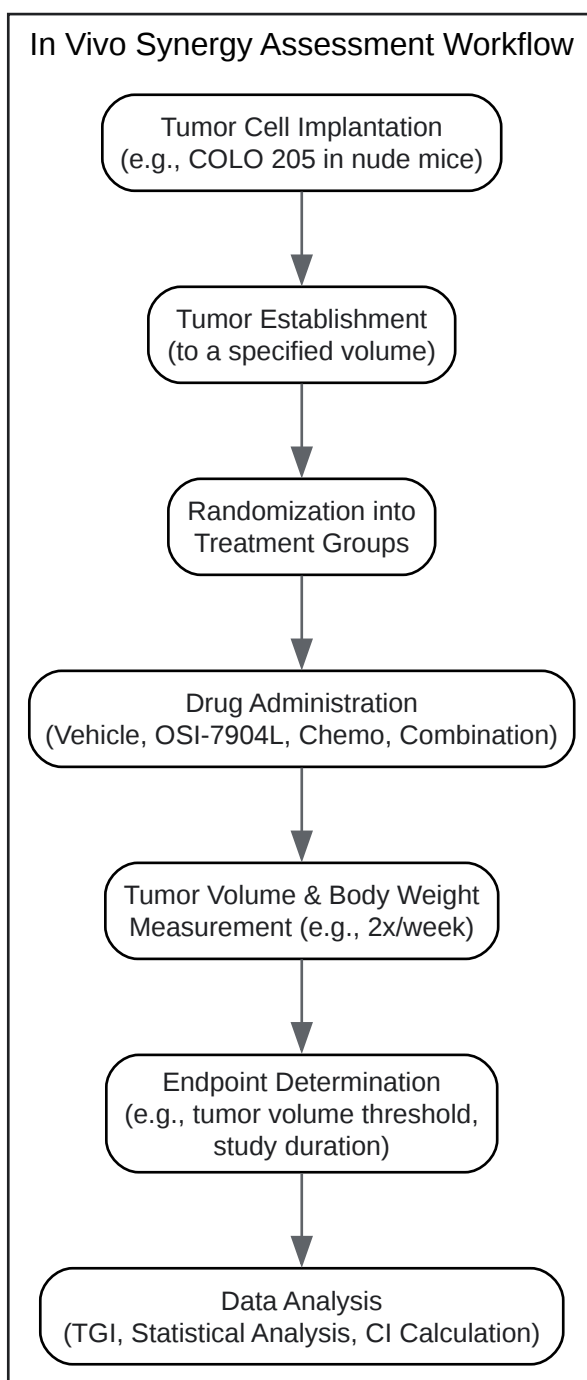 In Vivo Synergy Assessment Workflow
Tumor Cell Implantation
(e.g., COLO 205 in nude mice)
Tumor Establishment
(to a specified volume)
Randomization into
Treatment Groups
Drug Administration
(Vehicle, OSI-7904L, Chemo, Combination)
Tumor Volume & Body Weight
Measurement (e.g., 2x/week)
Endpoint Determination
(e.g., tumor volume threshold,
study duration)
Data Analysis
(TGI, Statistical Analysis, CI Calculation)